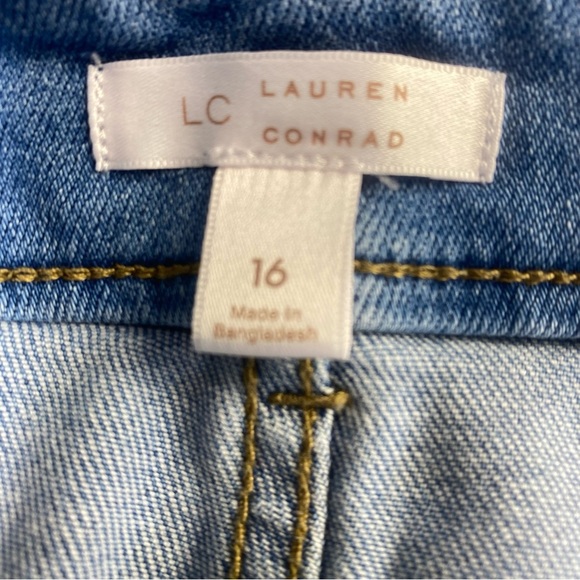 LC LAUREN
CONRAD
16
Made in
Bangladesh